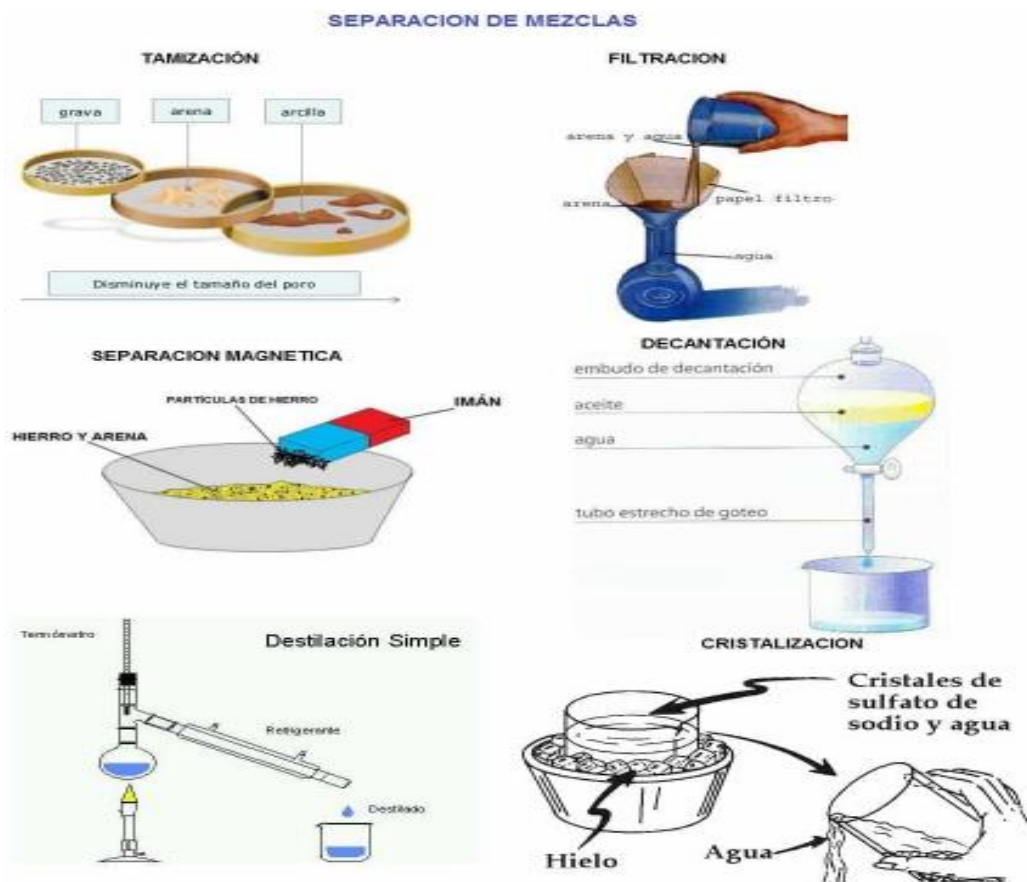 SEPARACION DE MEZCLAS
TAMIZACIÓN
grava
arena
arcilla
Disminuye el tamaño del poro
FILTRACION
arena y agua
arena
papel filtro
agua
SEPARACION MAGNETICA
PARTÍCULAS DE HIERRO
IMÁN
HIERRO Y ARENA
DECANTACIÓN
embudo de decantación
aceite
agua
tubo estrecho de goteo
Termómetro
Destilación Simple
Refrigerante
Destilado
CRISTALIZACION
Cristales de
sulfato de
sodio y agua
Hielo
Agua